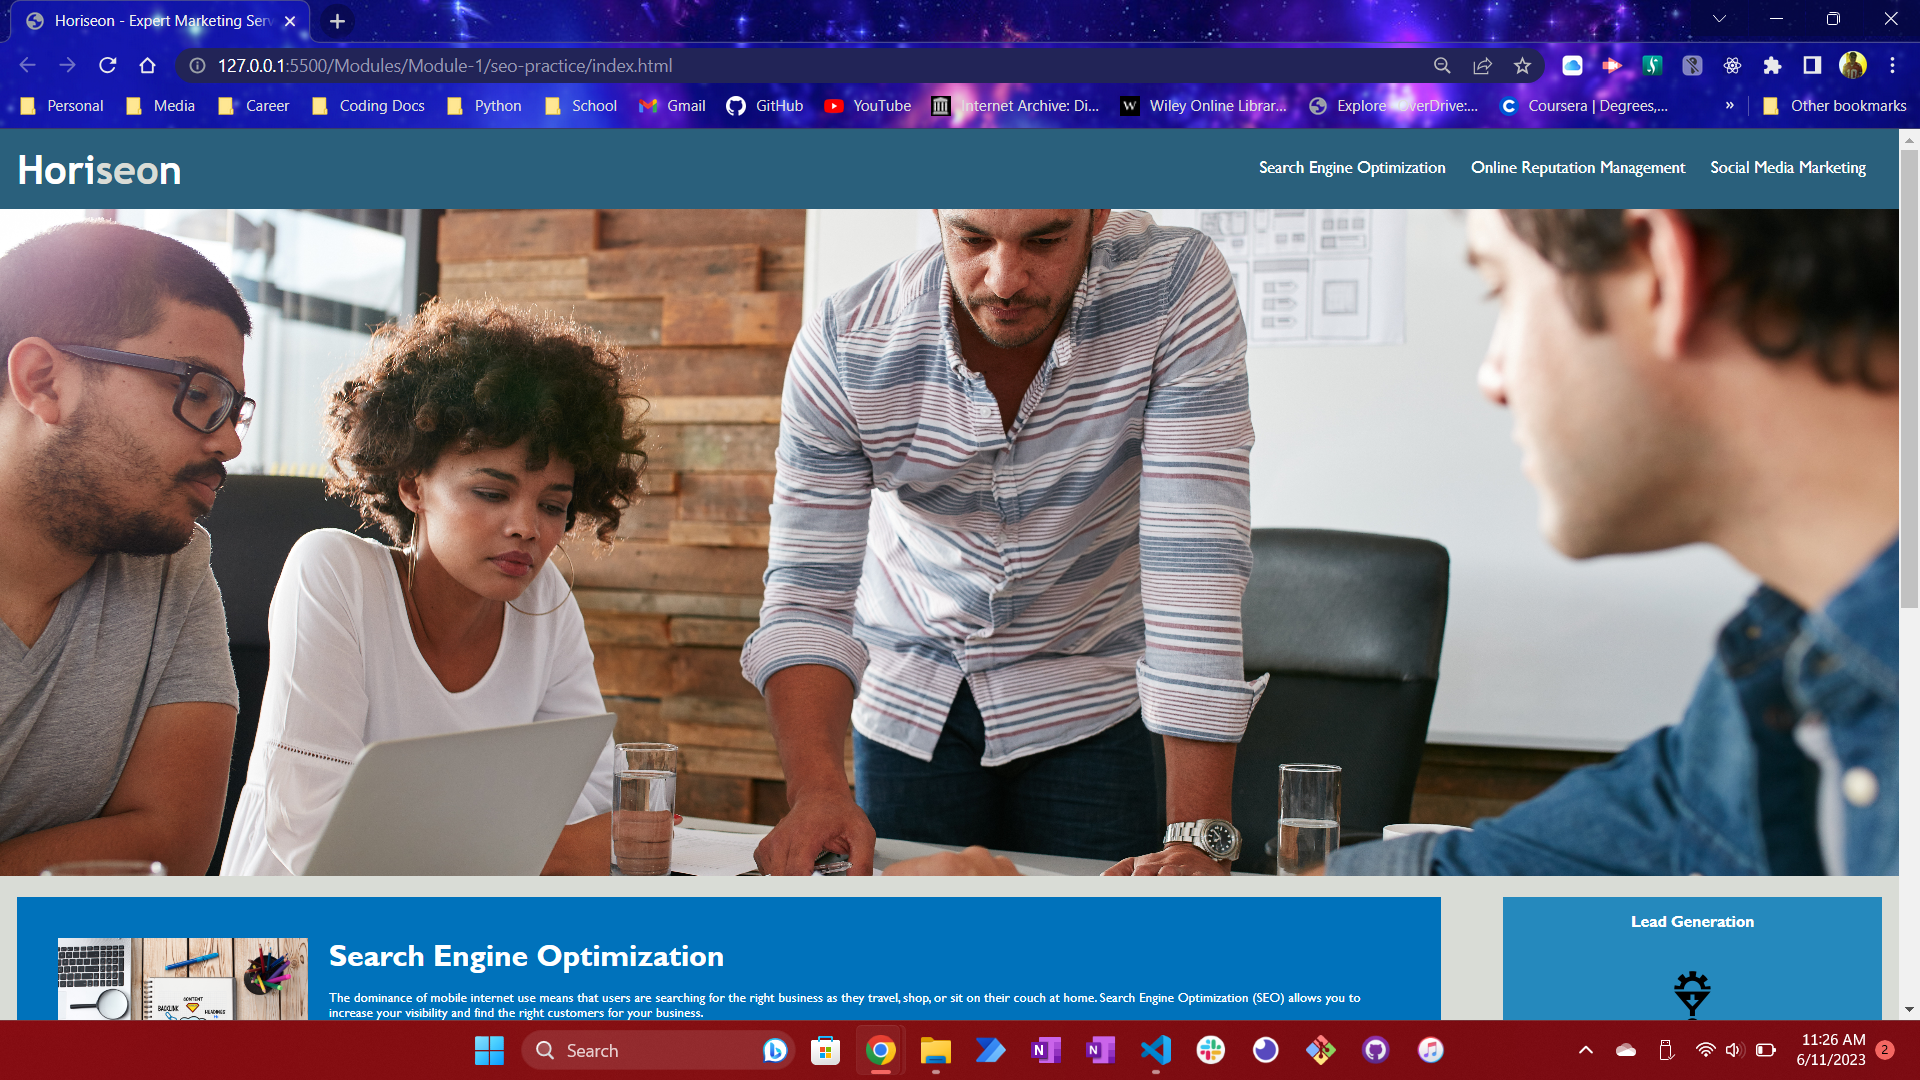 Horiseon - Expert Marketing Serv
127.0.0.1:5500/Modules/Module-1/seo-practice/index.html
Personal Media Career Coding Docs Python School Gmail GitHub YouTube Internet Archive: Di... Wiley Online Librar... Explore - OverDrive:... Coursera | Degrees,... » Other bookmarks
Horiseon
Search Engine Optimization Online Reputation Management Social Media Marketing
Lead Generation
Search Engine Optimization
CONTENT
BACKLINK
HEADINGS
The dominance of mobile internet use means that users are searching for the right business as they travel, shop, or sit on their couch at home. Search Engine Optimization (SEO) allows you to
increase your visibility and find the right customers for your business.
Search
11:26 AM
6/11/2023
2